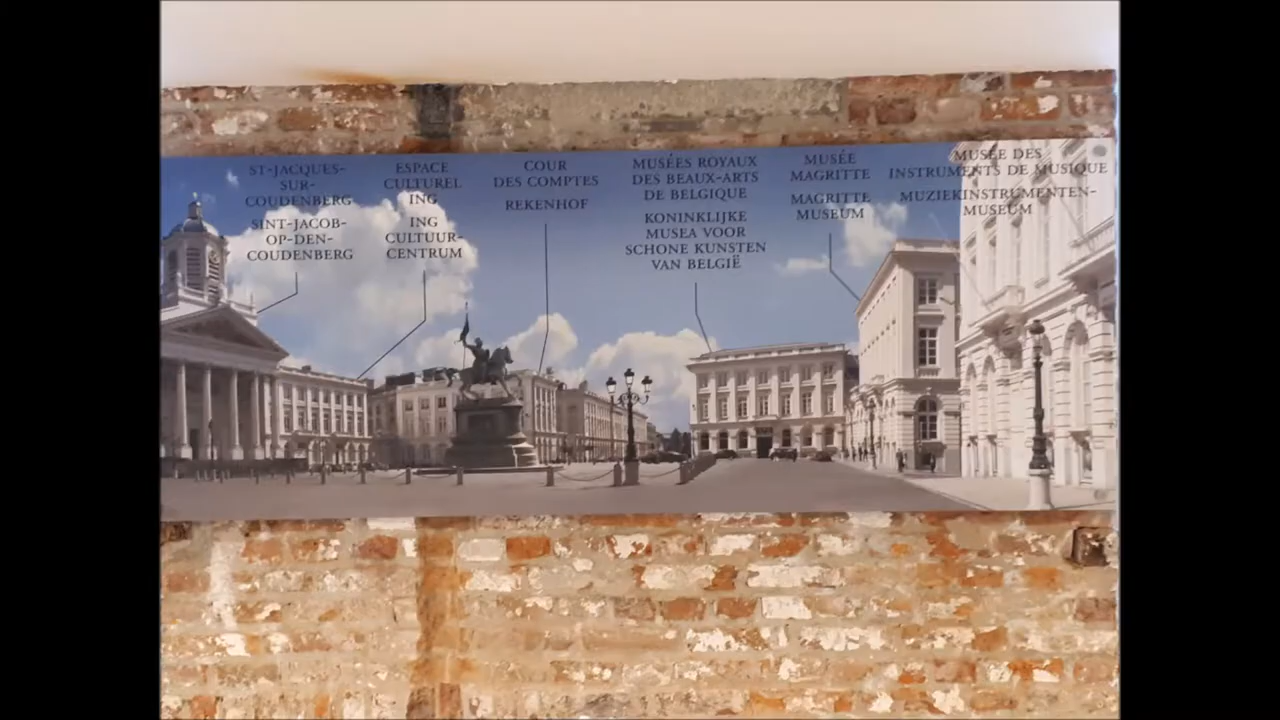 ST-JACQUES-
SUR-
COUDENBERG
SINT-JACOB-
OP-DEN-
COUDENBERG
ESPACE
CULTUREL
ING
ING
CULTUUR-
CENTRUM
COUR
DES COMPTES
REKENHOF
MUSÉES ROYAUX
DES BEAUX-ARTS
DE BELGIQUE
KONINKLIJKE
MUSEA VOOR
SCHONE KUNSTEN
VAN BELGIË
MUSÉE
MAGRITTE
MAGRITTE
MUSEUM
MUSÉE DES
INSTRUMENTS DE MUSIQUE
MUZIEKINSTRUMENTEN-
MUSEUM